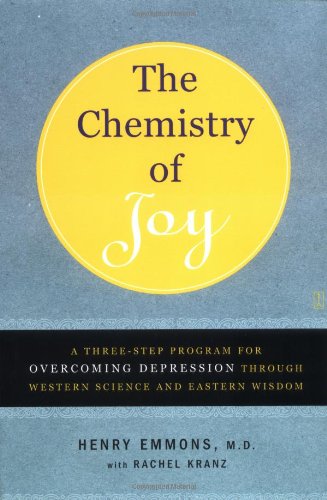 The
Chemistry
of
Joy
A THREE-STEP PROGRAM FOR
OVERCOMING DEPRESSION THROUGH
WESTERN SCIENCE AND EASTERN WISDOM
HENRY EMMONS, M.D.
with RACHEL KRANZ